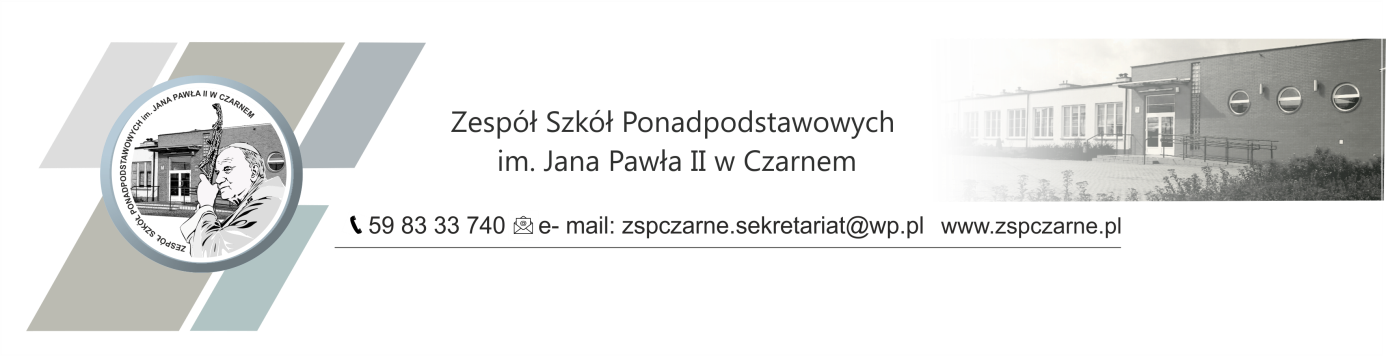 ZESPÓŁ SZKÓŁ PONADPODSTAWOWYCH im. JANA PAWŁA II W CZARNEM
Zespół Szkół Ponadpodstawowych
im. Jana Pawła II w Czarnem
59 83 33 740 e- mail: zspczarne.sekretariat@wp.pl www.zspczarne.pl